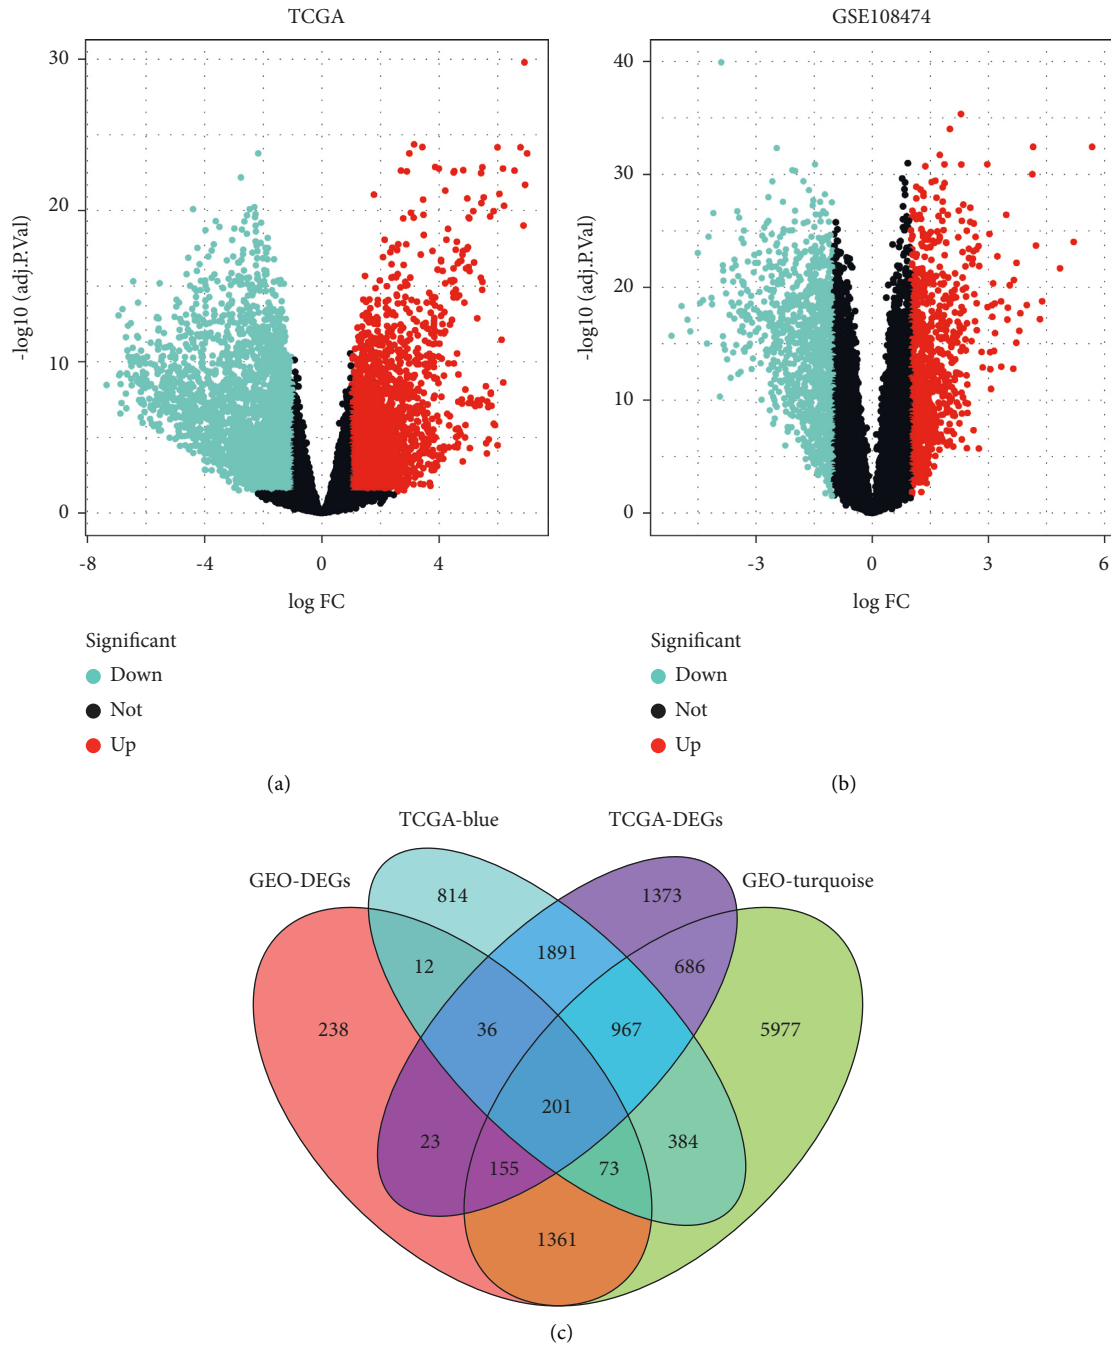 TCGA
30
20
10
0
-log10 (adj.P.Val)
-8 -4 0 4
log FC
Significant
Down
Not
Up
(a)
GSE108474
40
30
20
10
0
-log10 (adj.P.Val)
-3 0 3 6
log FC
Significant
Down
Not
Up
(b)
TCGA-blue TCGA-DEGs
GEO-DEGs GEO-turquoise
814 1373
12 1891 686
238 36 967 5977
201
23 155 73 384
1361
(c)